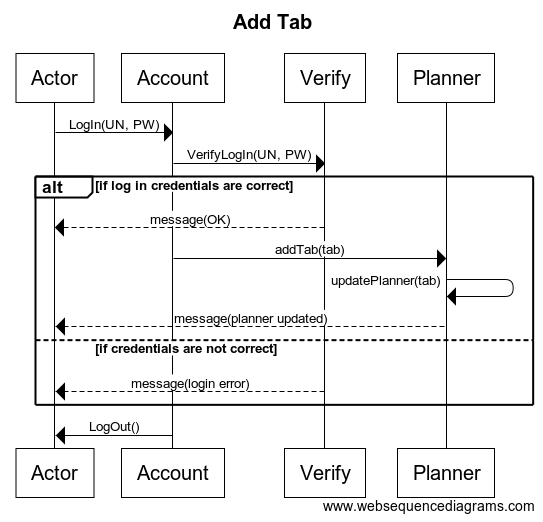 Add Tab
Actor
Account
Verify
Planner
LogIn(UN, PW)
VerifyLogIn(UN, PW)
alt
[if log in credentials are correct]
message(OK)
addTab(tab)
updatePlanner(tab)
message(planner updated)
[if credentials are not correct]
message(login error)
LogOut()
Actor
Account
Verify
Planner
www.websequencediagrams.com